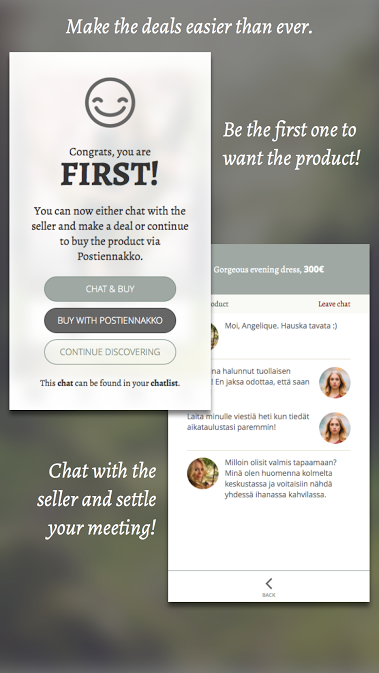 Make the deals easier than ever.
Congrats, you are
FIRST!
You can now either chat with the
seller and make a deal or continue
to buy the product via
Postiennakko.
CHAT & BUY
BUY WITH POSTIENNAKKO
CONTINUE DISCOVERING
This chat can be found in your chatlist.
Be the first one to
want the product!
Gorgeous evening dress, 300€
Leave chat
Moi, Angelique. Hauska tavata :)
halunnut tuollaisen
! En jaksa odottaa, että saan
Laita minulle viestiä heti kun tiedät
aikataulustasi paremmin!
Milloin olisit valmis tapaamaan?
Minä olen huomenna kolmelta
keskustassa ja voitaisiin nähdä
yhdessä ihanassa kahvilassa.
BACK
Chat with the
seller and settle
your meeting!